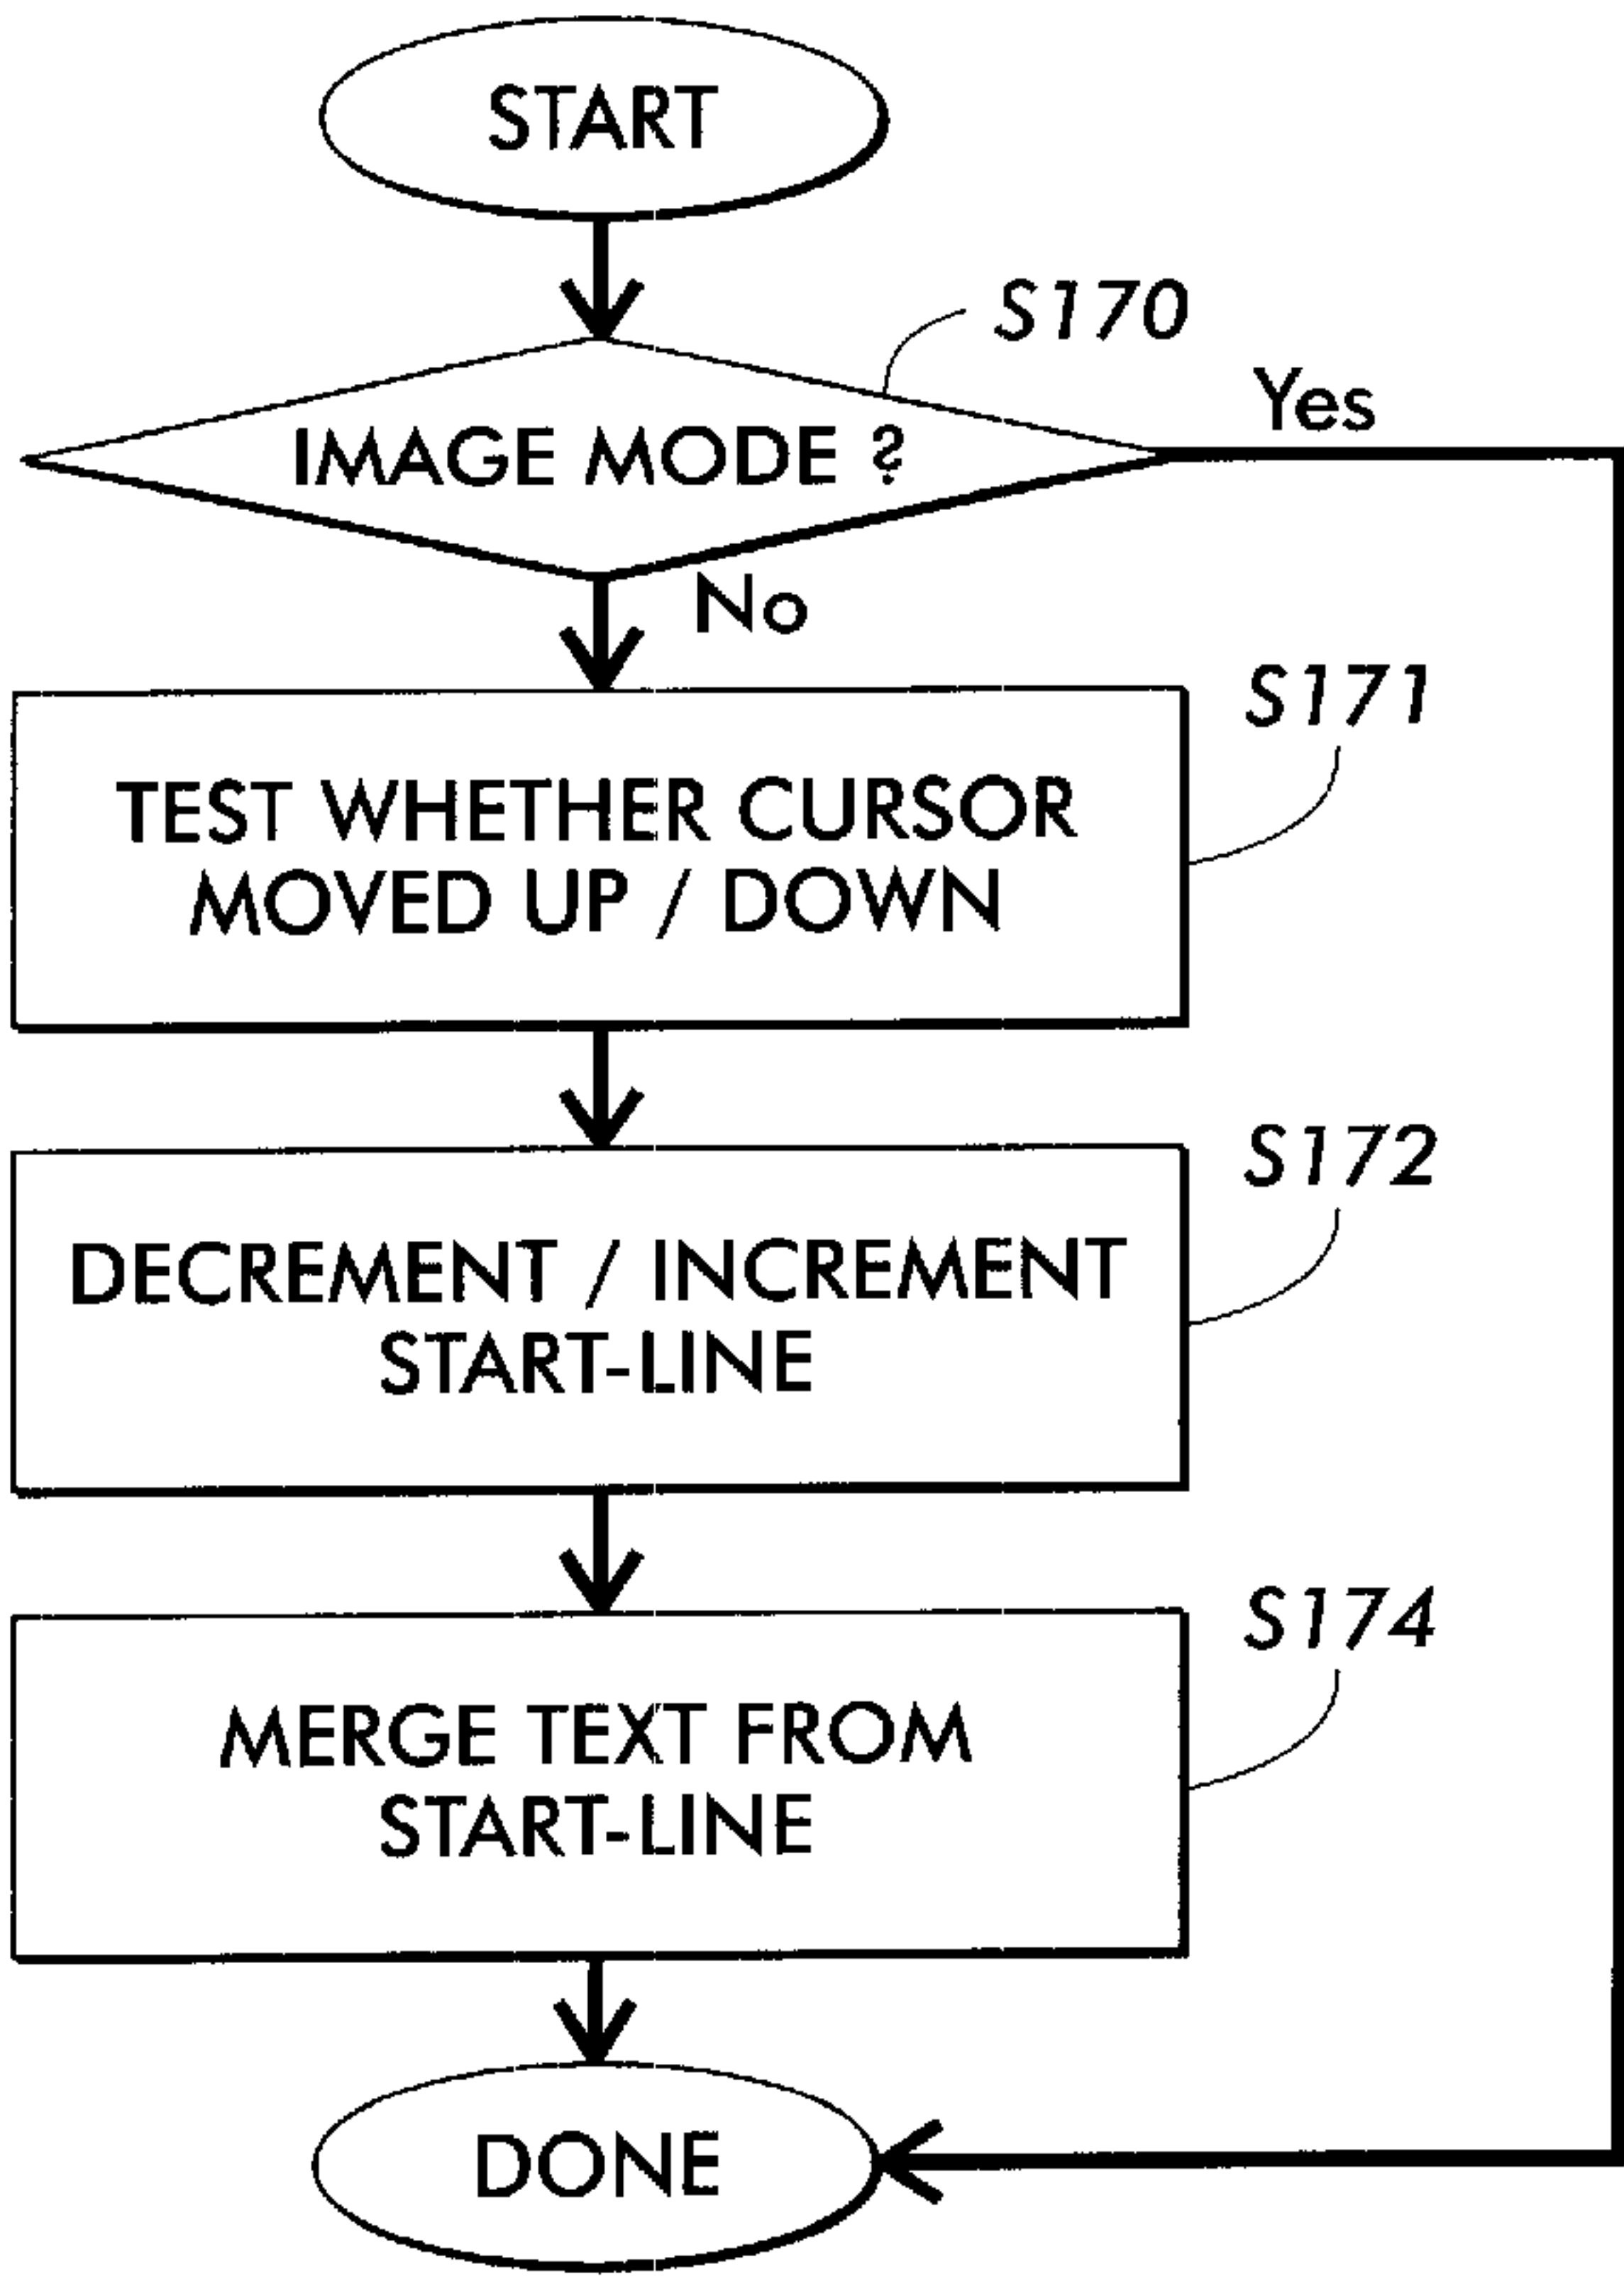 START
S170
Yes
IMAGE MODE ?
No
S171
TEST WHETHER CURSOR
MOVED UP / DOWN
S172
DECREMENT / INCREMENT
START-LINE
S174
MERGE TEXT FROM
START-LINE
DONE